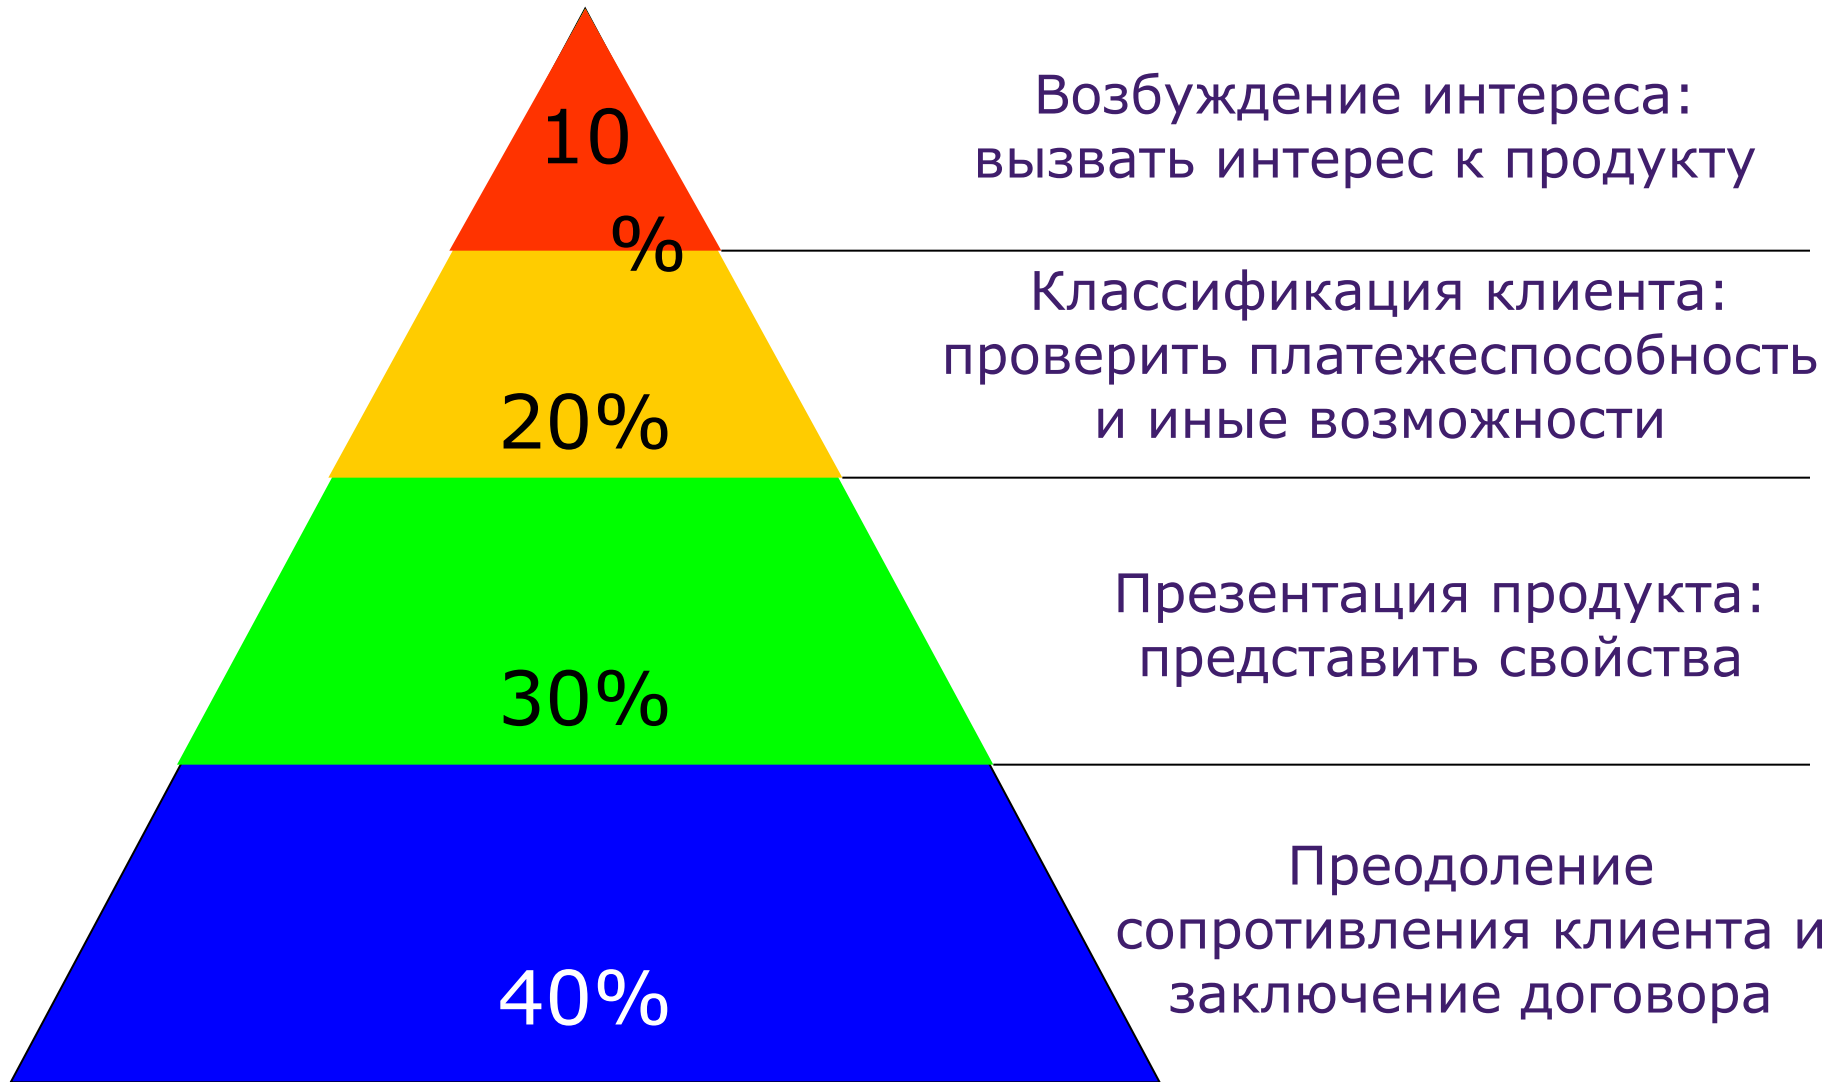 10
%
Возбуждение интереса:
вызвать интерес к продукту
20%
Классификация клиента:
проверить платежеспособность
и иные возможности
30%
Презентация продукта:
представить свойства
40%
Преодоление
сопротивления клиента и
заключение договора